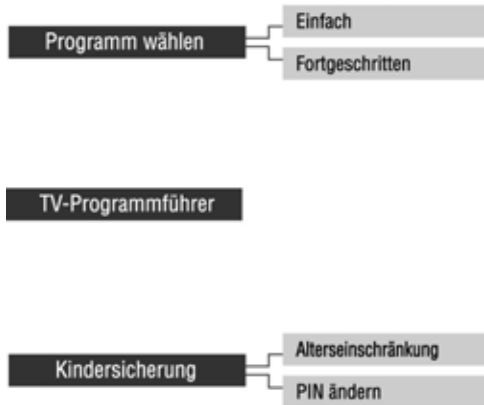 Programm wählen
Einfach
Fortgeschritten
TV-Programmführer
Kindersicherung
Alterseinschränkung
PIN ändern